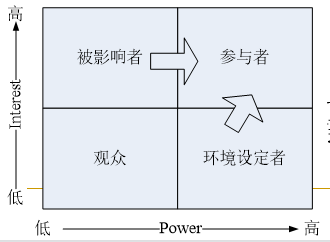 高
被影响者
参与者
Interest
观众
环境设定者
低
低
Power
高